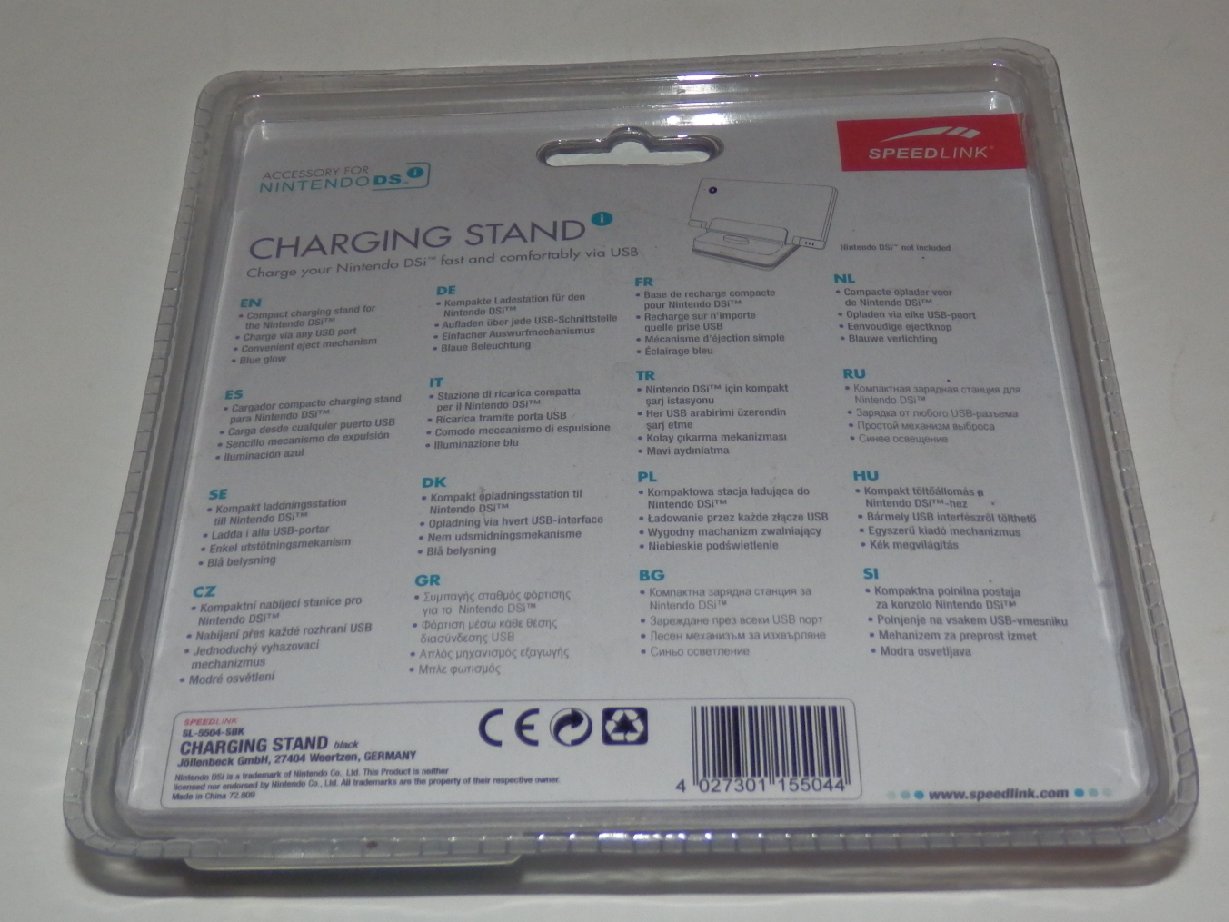 ACCESSORY FOR
NINTENDO DSi™
SPEEDLINK®
CHARGING STAND i
Charge your Nintendo DSi™ fast and comfortably via USB
Nintendo DSi™ not included
EN
• Compact charging stand for
the Nintendo DSi™
• Charge via any USB port
• Convenient eject mechanism
• Blue glow
DE
• Kompakte Ladestation für den
Nintendo DSi™
• Aufladen über jede USB-Schnittstelle
• Einfacher Auswurfmechanismus
• Blaue Beleuchtung
FR
• Base de recharge compacte
pour Nintendo DSi™
• Recharge sur n'importe
quelle prise USB
• Mécanisme d'éjection simple
• Éclairage bleu
NL
• Compacte oplader voor
de Nintendo DSi™
• Opladen via elke USB-poort
• Eenvoudige ejectknop
• Blauwe verlichting
ES
• Cargador compacto charging stand
para Nintendo DSi™
• Carga desde cualquier puerto USB
• Sencillo mecanismo de expulsión
• Iluminación azul
IT
• Stazione di ricarica compatta
per il Nintendo DSi™
• Ricarica tramite porta USB
• Comodo meccanismo di espulsione
• Illuminazione blu
TR
• Nintendo DSi™ için kompakt
şarj istasyonu
• Her USB arabirimi üzerindin
şarj etme
• Kolay çıkarma mekanizması
• Mavi aydınlatma
RU
• Компактная зарядная станция для
Nintendo DSi™
• Зарядка от любого USB-разъема
• Простой механизм выброса
• Синее освещение
SE
• Kompakt laddningsstation
till Nintendo DSi™
• Ladda i alla USB-portar
• Enkel utstötningsmekanism
• Blå belysning
DK
• Kompakt opladningsstation til
Nintendo DSi™
• Opladning via hvert USB-interface
• Nem udsmidningsmekanisme
• Blå belysning
PL
• Kompaktowa stacja ładująca do
Nintendo DSi™
• Ładowanie przez każde złącze USB
• Wygodny machanizm zwalniający
• Niebieskie podświetlenie
HU
• Kompakt töltőállomás a
Nintendo DSi™-hez
• Bármely USB interfészről tölthető
• Egyszerű kiadó mechanizmus
• Kék megvilágítás
CZ
• Kompaktní nabíjecí stanice pro
Nintendo DSi™
• Nabíjení přes každé rozhraní USB
• Jednoduchý vyhazovací
mechanizmus
• Modré osvětlení
GR
• Συμπαγής σταθμός φόρτισης
για το Nintendo DSi™
• Φόρτιση μέσω κάθε θέσης
διασύνδεσης USB
• Απλός μηχανισμός εξαγωγής
• Μπλε φωτισμός
BG
• Компактна зарядна станция за
Nintendo DSi™
• Зареждане през всеки USB порт
• Лесен механизъм за изхвърляне
• Синьо осветление
SI
• Kompaktna polnilna postaja
za konzolo Nintendo DSi™
• Polnjenje na vsakem USB-vmesniku
• Mehanizem za preprost izmet
• Modra osvetljava
SPEEDLINK
SL-5504-SBK
CHARGING STAND black
Jöllenbeck GmbH, 27404 Weertzen, GERMANY
Nintendo DSi is a trademark of Nintendo Co. Ltd. This Product is neither
licensed nor endorsed by Nintendo Co., Ltd. All trademarks are the property of their respective owner.
Made in China 72.809
CE
4 027301 155044
www.speedlink.com